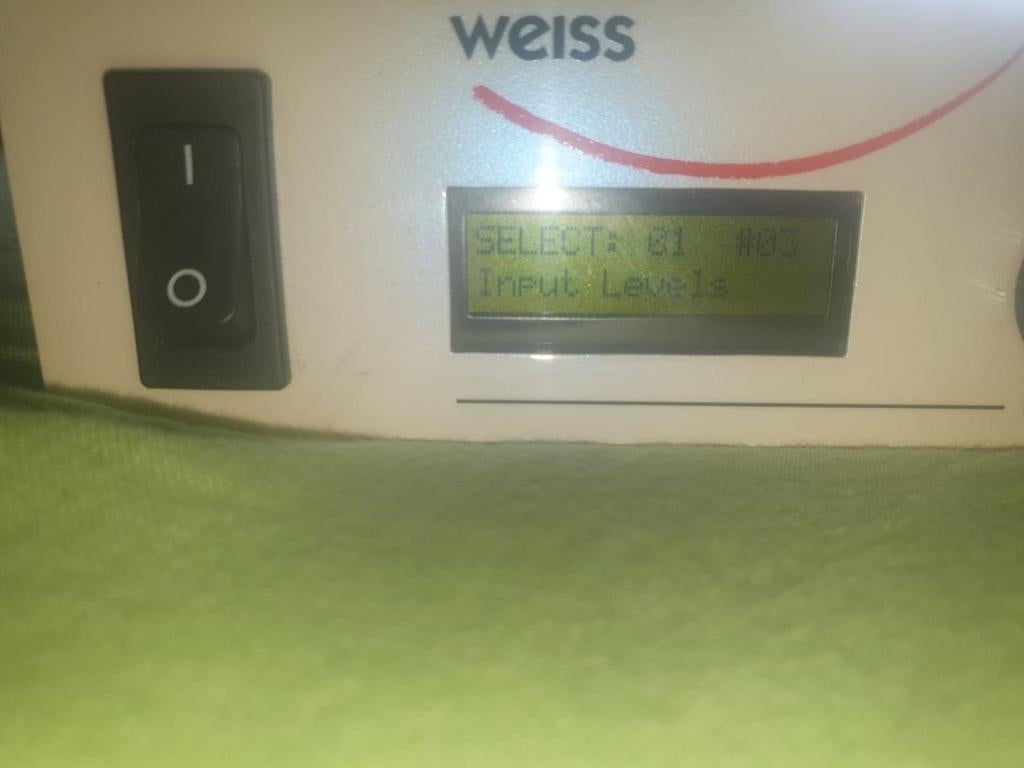 weiss
SELECT: 01 #03
Input Levels
I
O